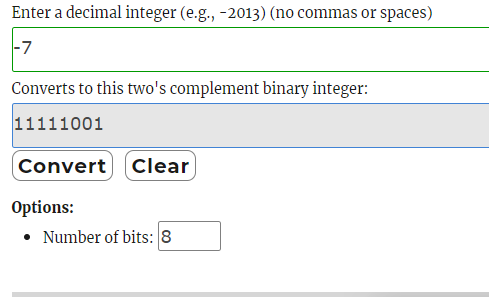 Enter a decimal integer (e.g., -2013) (no commas or spaces)
-7
Converts to this two's complement binary integer:
11111001
Convert Clear
Options:
• Number of bits: 8